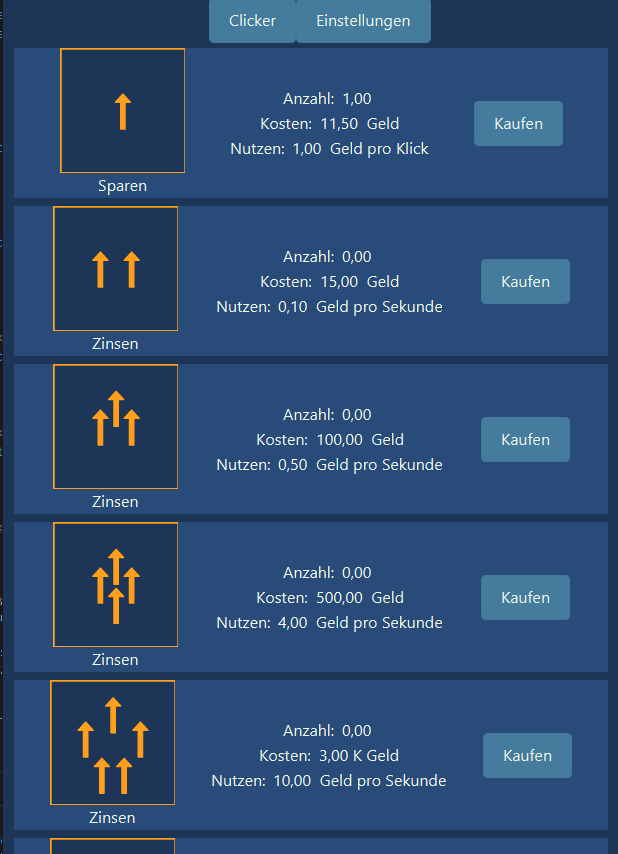 Clicker Einstellungen
Anzahl: 1,00
Kosten: 11,50 Geld
Kaufen
Nutzen: 1,00 Geld pro Klick
Sparen
Anzahl: 0,00
Kosten: 15,00 Geld
Kaufen
Nutzen: 0,10 Geld pro Sekunde
Zinsen
Anzahl: 0,00
Kosten: 100,00 Geld
Kaufen
Nutzen: 0,50 Geld pro Sekunde
Zinsen
Anzahl: 0,00
Kosten: 500,00 Geld
Kaufen
Nutzen: 4,00 Geld pro Sekunde
Zinsen
Anzahl: 0,00
Kosten: 3,00 K Geld
Kaufen
Nutzen: 10,00 Geld pro Sekunde
Zinsen